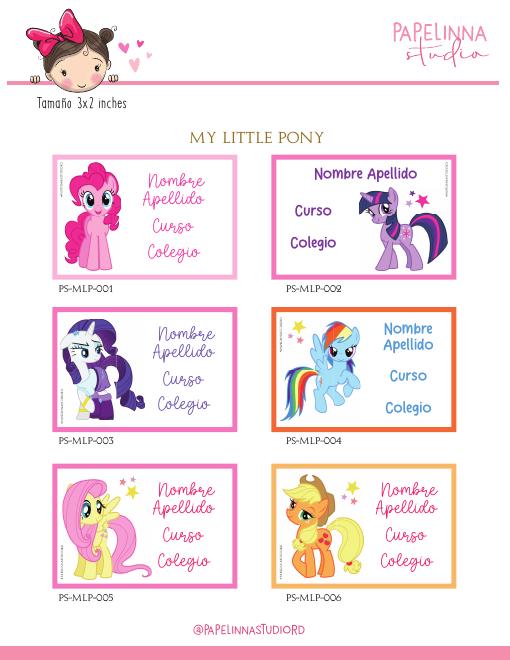 PAPELINNA
studio
Tamaño 3x2 inches
MY LITTLE PONY
Nombre
Apellido
Curso
Colegio
PS-MLP-001
Nombre Apellido
Curso
Colegio
PS-MLP-002
Nombre
Apellido
Curso
Colegio
PS-MLP-003
Nombre
Apellido
Curso
Colegio
PS-MLP-004
Nombre
Apellido
Curso
Colegio
PS-MLP-005
Nombre
Apellido
Curso
Colegio
PS-MLP-006
@PAPELINNASTUDIORD